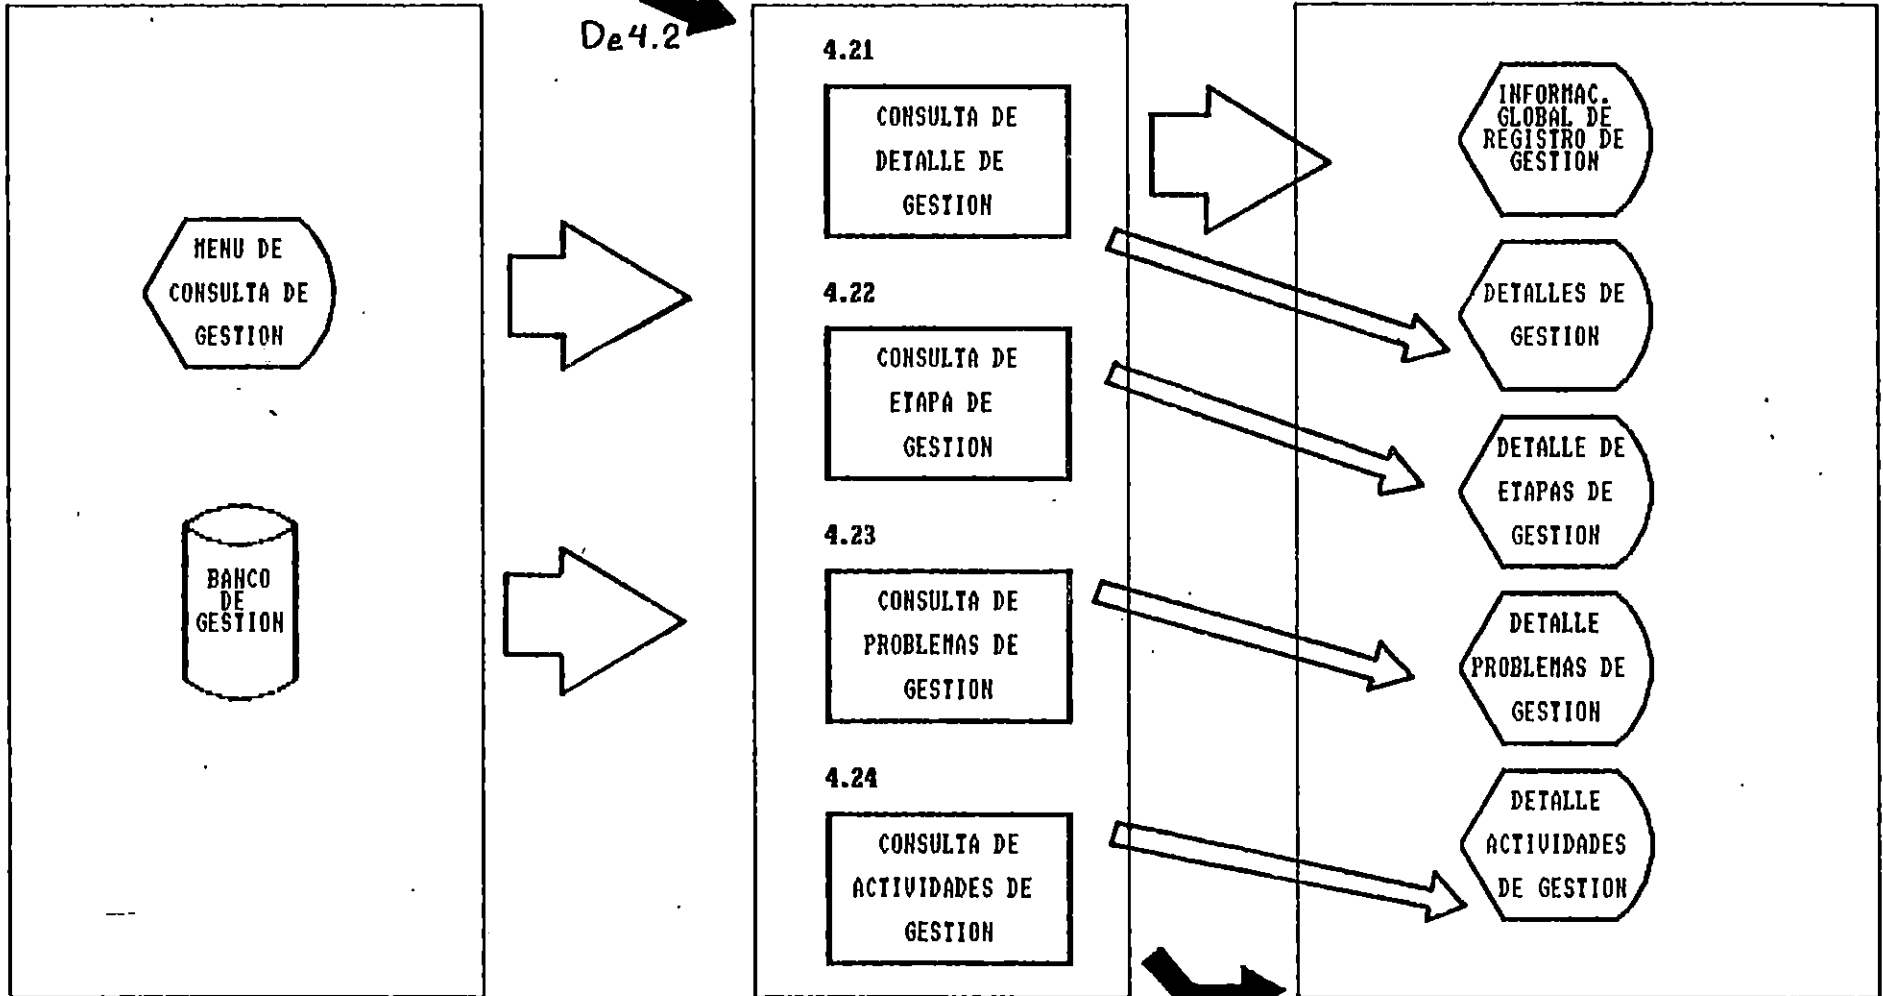 De 4.2
MENU DE
CONSULTA DE
GESTION
BANCO
DE
GESTION
4.21
CONSULTA DE
DETALLE DE
GESTION
4.22
CONSULTA DE
ETAPA DE
GESTION
4.23
CONSULTA DE
PROBLEMAS DE
GESTION
4.24
CONSULTA DE
ACTIVIDADES DE
GESTION
INFORMAC.
GLOBAL DE
REGISTRO DE
GESTION
DETALLES DE
GESTION
DETALLE DE
ETAPAS DE
GESTION
DETALLE
PROBLEMAS DE
GESTION
DETALLE
ACTIVIDADES
DE GESTION